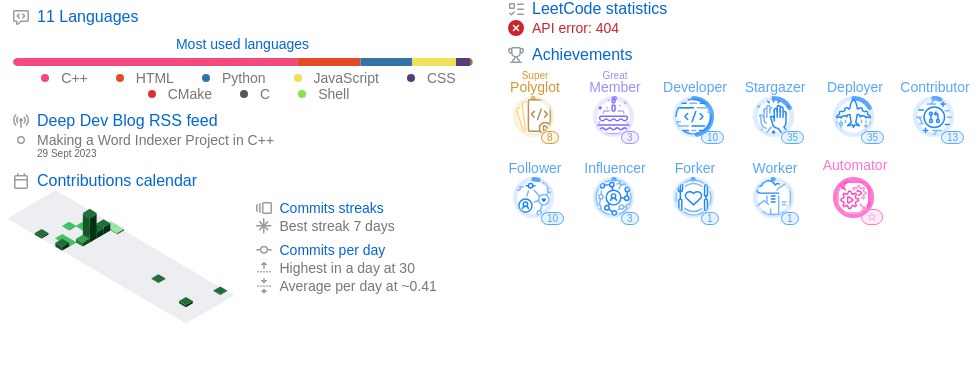 11 Languages
Most used languages
C++ HTML Python JavaScript CSS
CMake C Shell
Deep Dev Blog RSS feed
Making a Word Indexer Project in C++
29 Sept 2023
Contributions calendar
Commits streaks
Best streak 7 days
Commits per day
Highest in a day at 30
Average per day at ~0.41
LeetCode statistics
API error: 404
Achievements
Super Great
Polyglot Member Developer Stargazer Deployer Contributor
8 3 10 35 35 13
Follower Influencer Forker Worker Automator
10 3 1 1 ☆